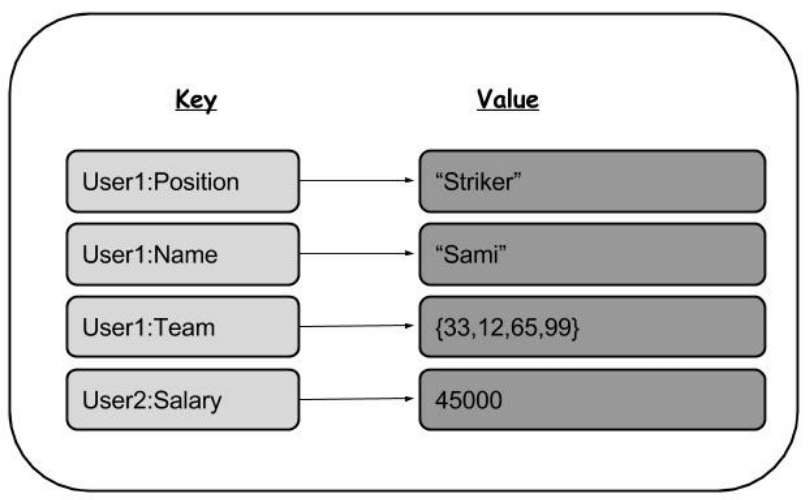 Key Value
User1:Position “Striker”
User1:Name “Sami”
User1:Team {33,12,65,99}
User2:Salary 45000